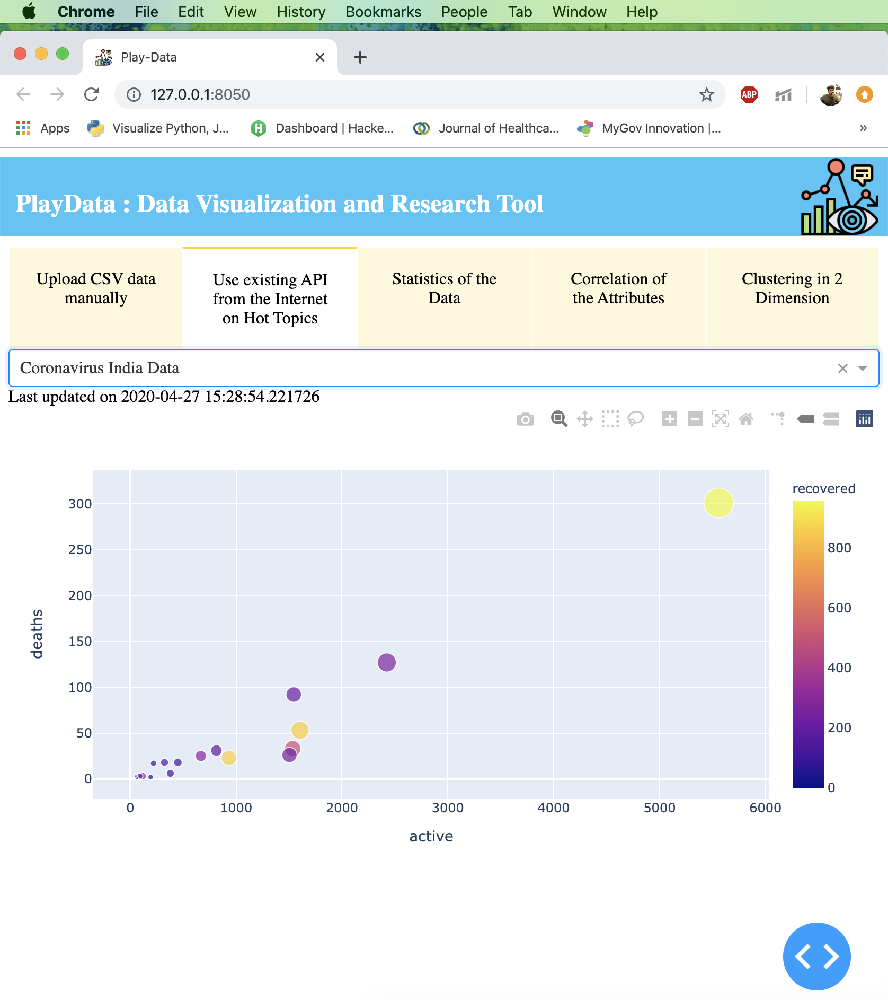 Chrome File Edit View History Bookmarks People Tab Window Help
Play-Data
127.0.0.1:8050
ABP
Apps Visualize Python, J... Dashboard | Hacke... Journal of Healthca... MyGov Innovation |... »
PlayData : Data Visualization and Research Tool
Upload CSV data
manually
Use existing API
from the Internet
on Hot Topics
Statistics of the
Data
Correlation of
the Attributes
Clustering in 2
Dimension
Coronavirus India Data
Last updated on 2020-04-27 15:28:54.221726
300
250
200
150
100
50
0
deaths
0 1000 2000 3000 4000 5000 6000
active
recovered
800
600
400
200
0